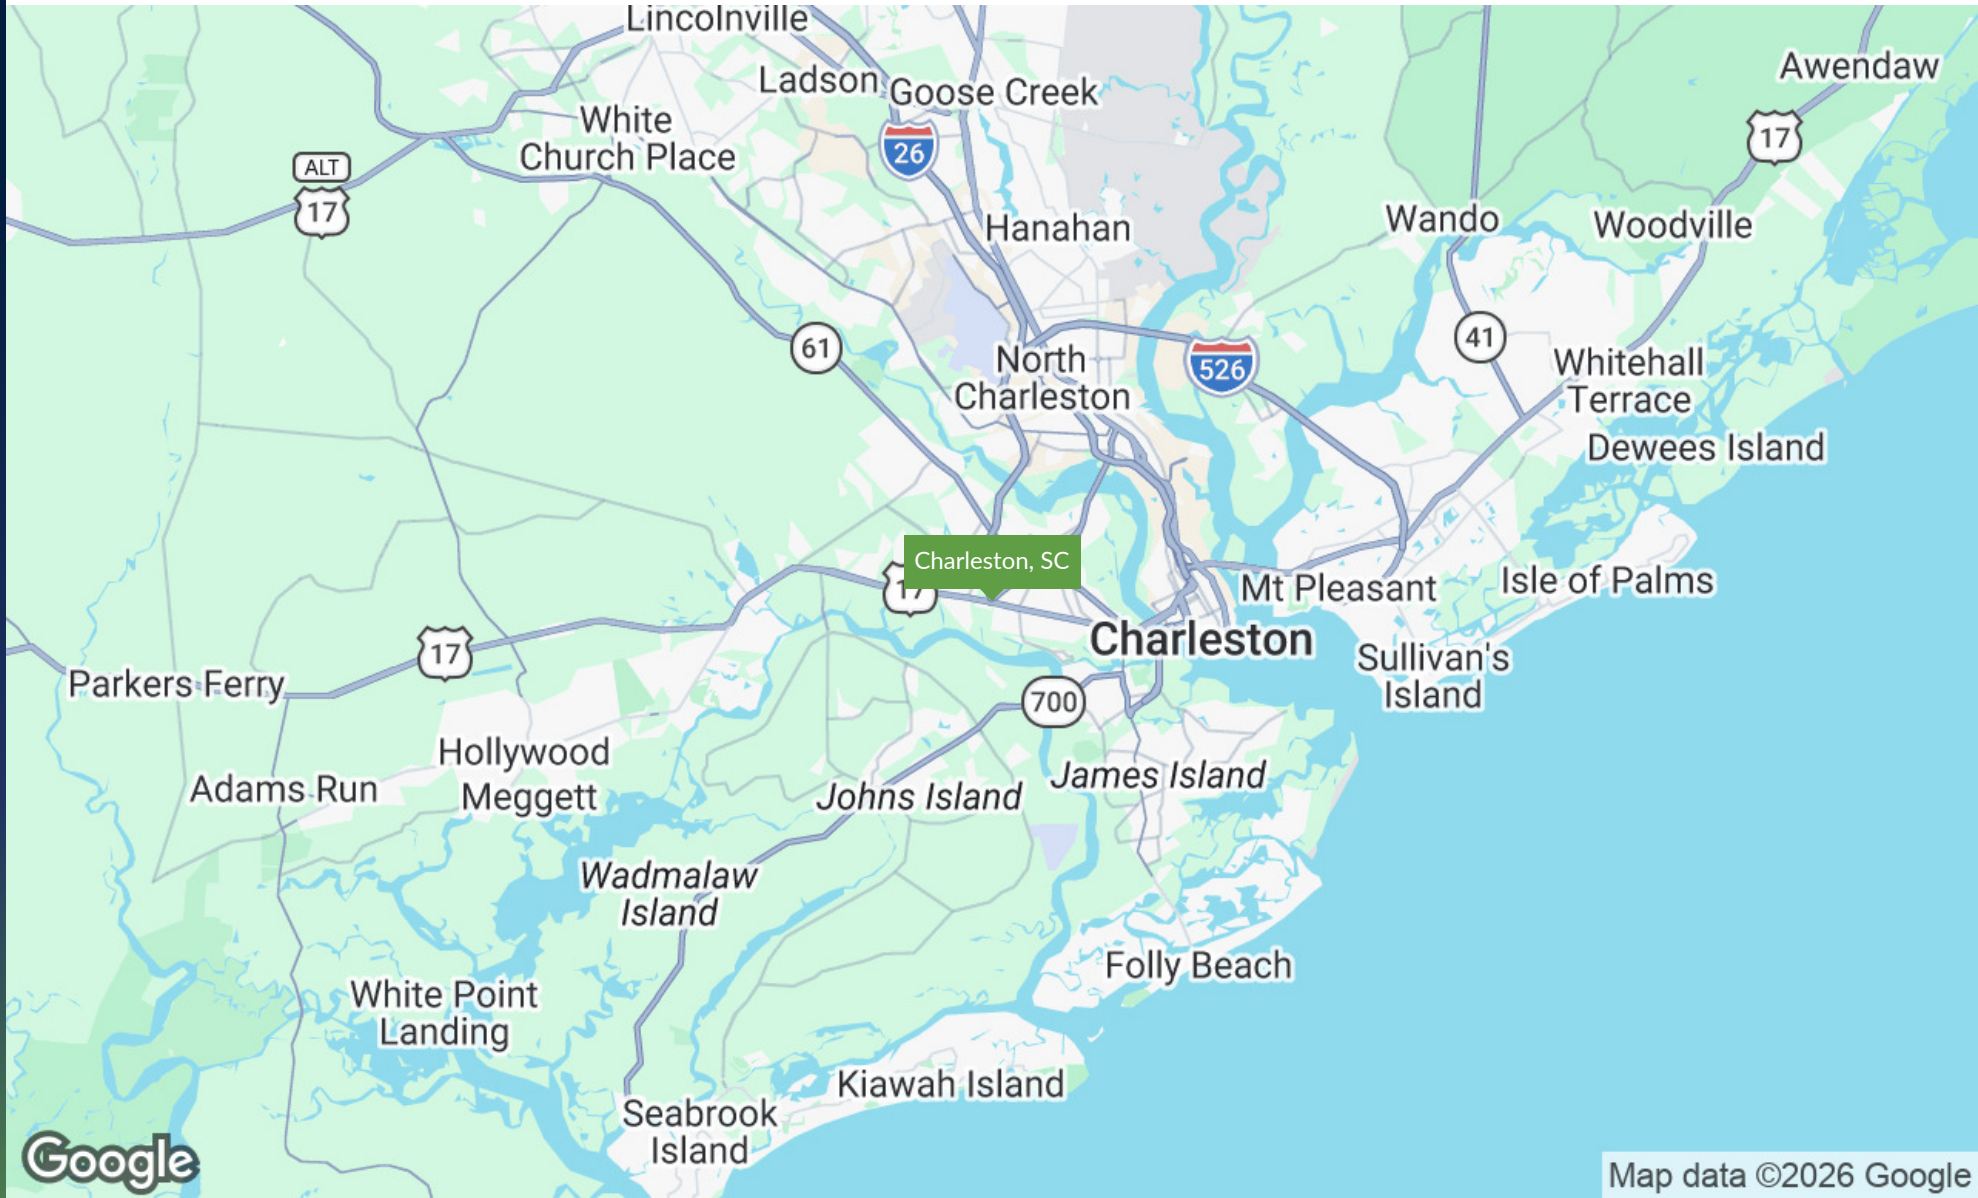 Lincolnville
Ladson
Goose Creek
Awendaw
White
Church Place
26
17
ALT
17
Hanahan
Wando
Woodville
61
41
North
Charleston
526
Whitehall
Terrace
Dewees Island
Charleston, SC
17
Mt Pleasant
Isle of Palms
Charleston
17
Sullivan's
Island
Parkers Ferry
700
Hollywood
Meggett
Adams Run
Johns Island
James Island
Wadmalaw
Island
Folly Beach
White Point
Landing
Kiawah Island
Seabrook
Island
Google
Map data ©2026 Google